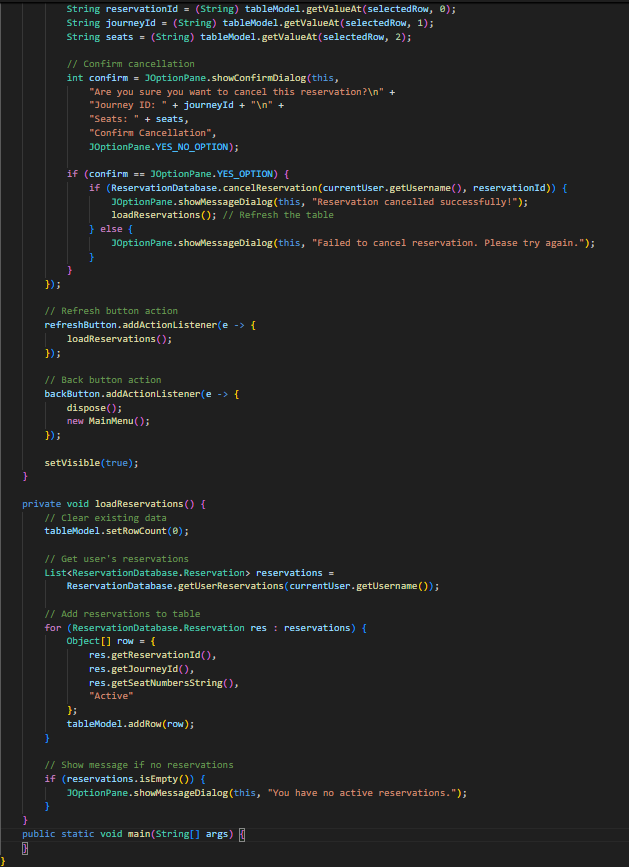 String reservationId = (String) tableModel.getValueAt(selectedRow, 0);
String journeyId = (String) tableModel.getValueAt(selectedRow, 1);
String seats = (String) tableModel.getValueAt(selectedRow, 2);
// Confirm cancellation
int confirm = JOptionPane.showConfirmDialog(this,
"Are you sure you want to cancel this reservation?\n" +
"Journey ID: " + journeyId + "\n" +
"Seats: " + seats,
"Confirm Cancellation",
JOptionPane.YES_NO_OPTION);
if (confirm == JOptionPane.YES_OPTION) {
if (ReservationDatabase.cancelReservation(currentUser.getUsername(), reservationId)) {
JOptionPane.showMessageDialog(this, "Reservation cancelled successfully!");
loadReservations(); // Refresh the table
} else {
JOptionPane.showMessageDialog(this, "Failed to cancel reservation. Please try again.");
}
}
});
// Refresh button action
refreshButton.addActionListener(e -> {
loadReservations();
});
// Back button action
backButton.addActionListener(e -> {
dispose();
new MainMenu();
});
setVisible(true);
}
private void loadReservations() {
// Clear existing data
tableModel.setRowCount(0);
// Get user's reservations
List<ReservationDatabase.Reservation> reservations =
ReservationDatabase.getUserReservations(currentUser.getUsername());
// Add reservations to table
for (ReservationDatabase.Reservation res : reservations) {
Object[] row = {
res.getReservationId(),
res.getJourneyId(),
res.getSeatNumbersString(),
"Active"
};
tableModel.addRow(row);
}
// Show message if no reservations
if (reservations.isEmpty()) {
JOptionPane.showMessageDialog(this, "You have no active reservations.");
}
}
public static void main(String[] args) {
}
}